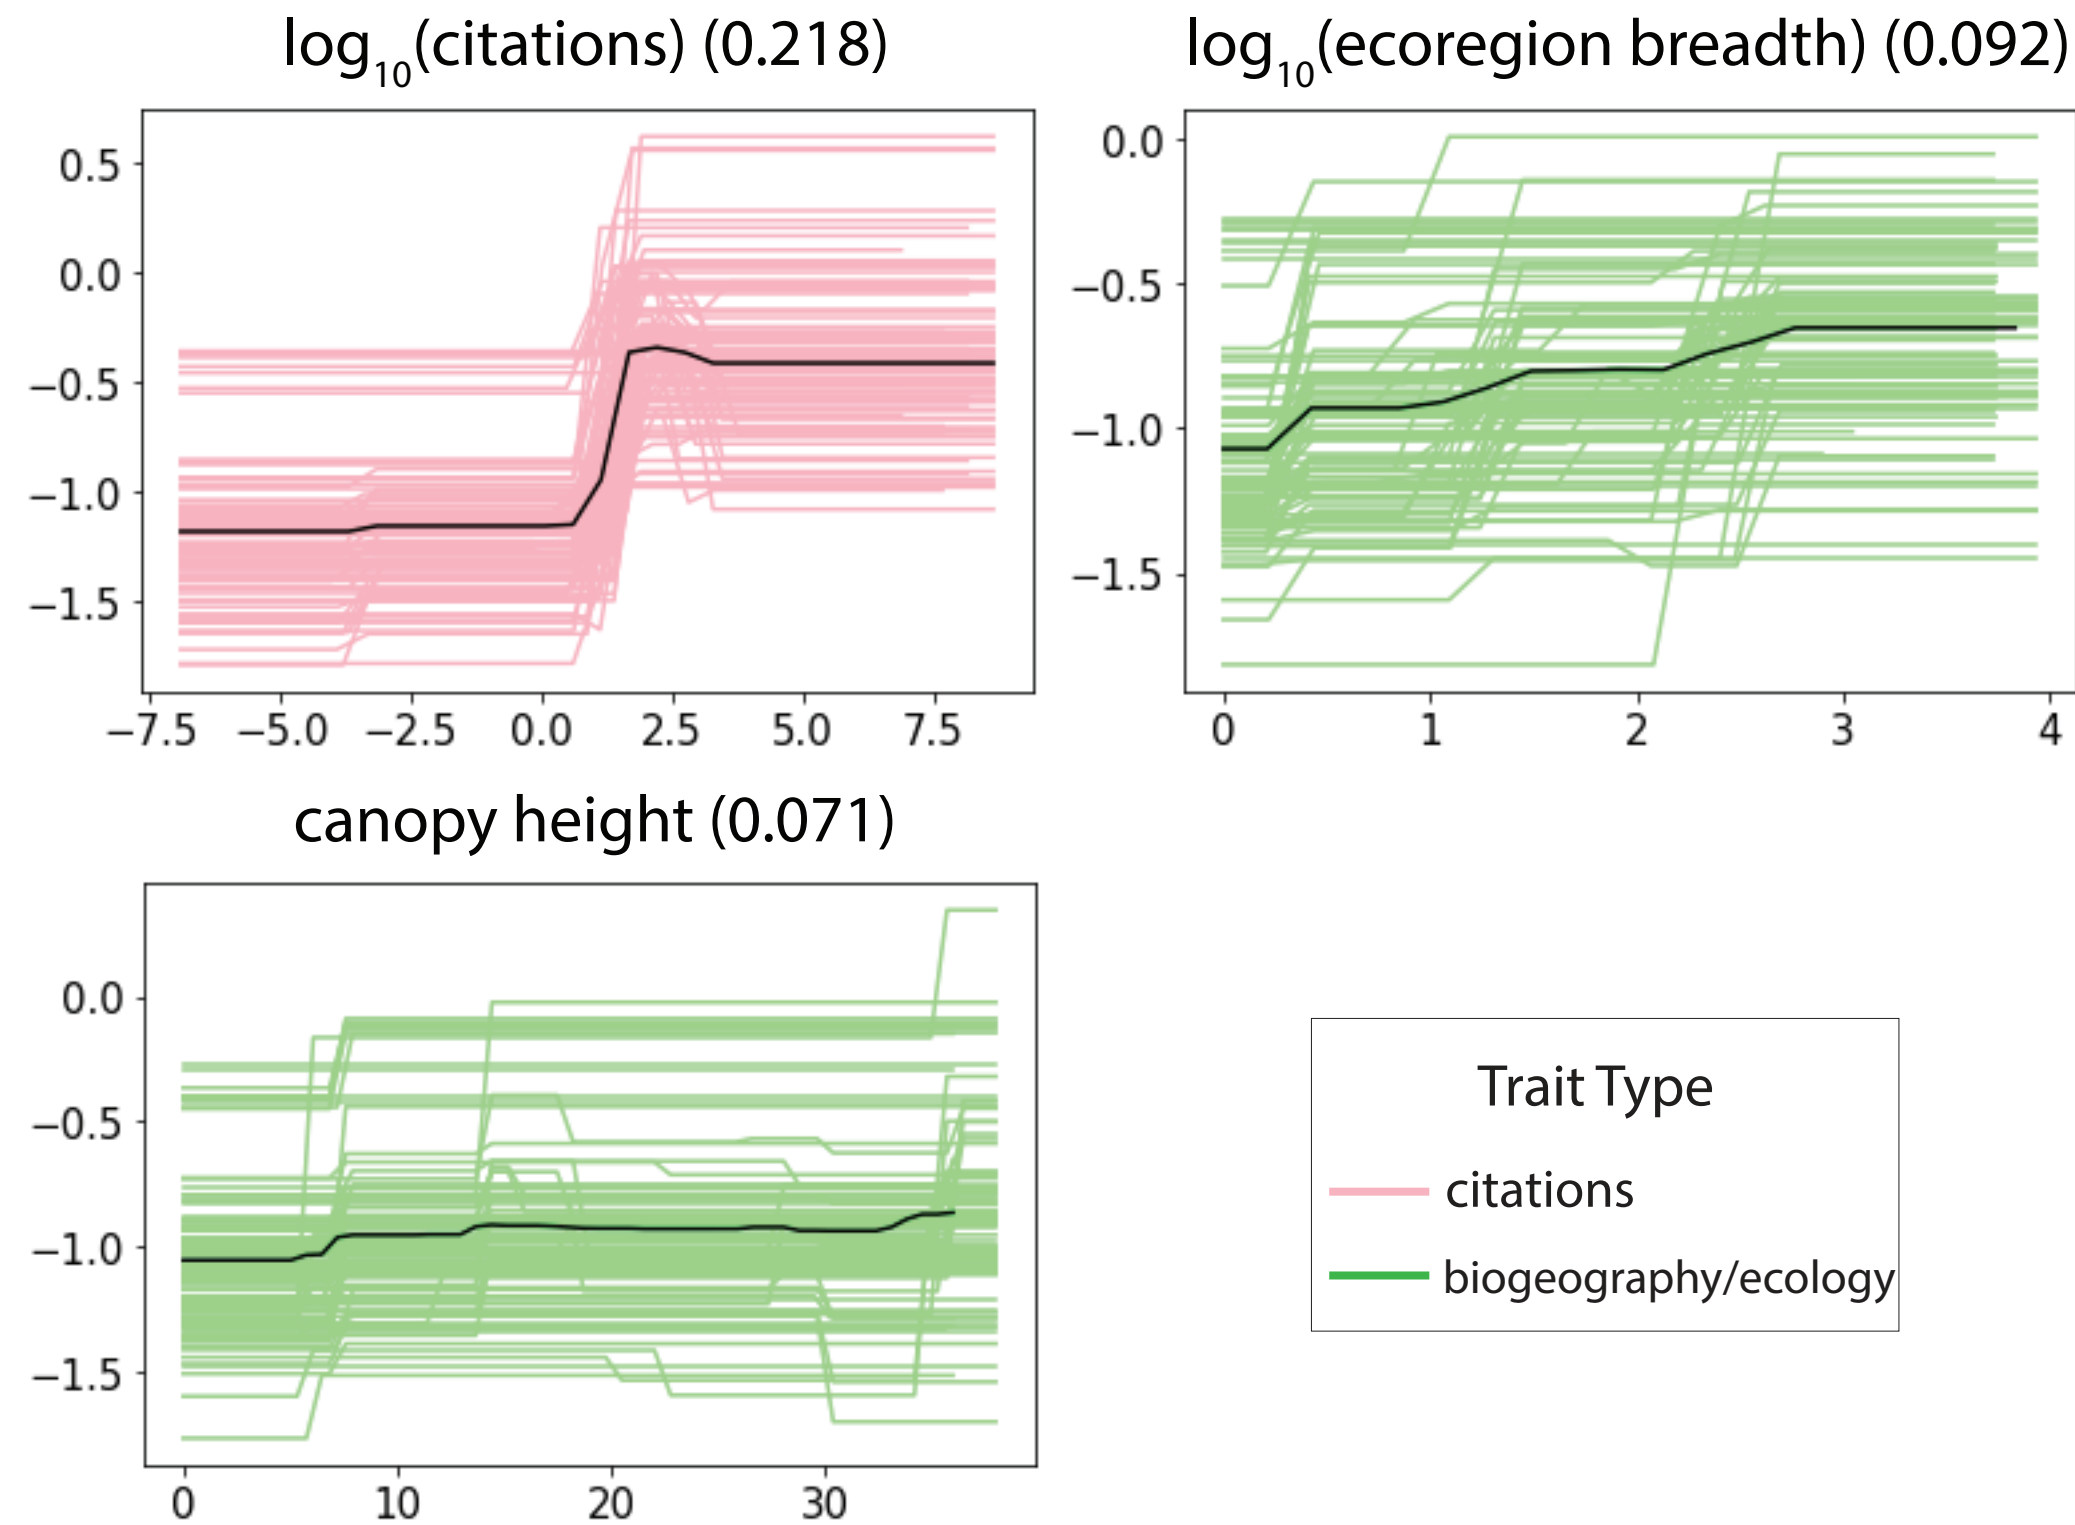 log10(citations) (0.218)
log10(ecoregion breadth) (0.092)
0.5
0.0
−0.5
−1.0
−1.5
−7.5 −5.0 −2.5 0.0 2.5 5.0 7.5
0.0
−0.5
−1.0
−1.5
0 1 2 3 4
canopy height (0.071)
0.0
−0.5
−1.0
−1.5
0 10 20 30
Trait Type
citations
biogeography/ecology